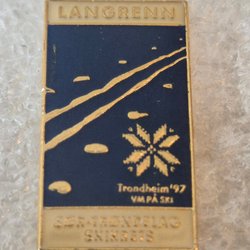 LANGRENN
Trondheim'97
VM PÅ SKI
SØR-TRØNDELAG
SKIKRETS